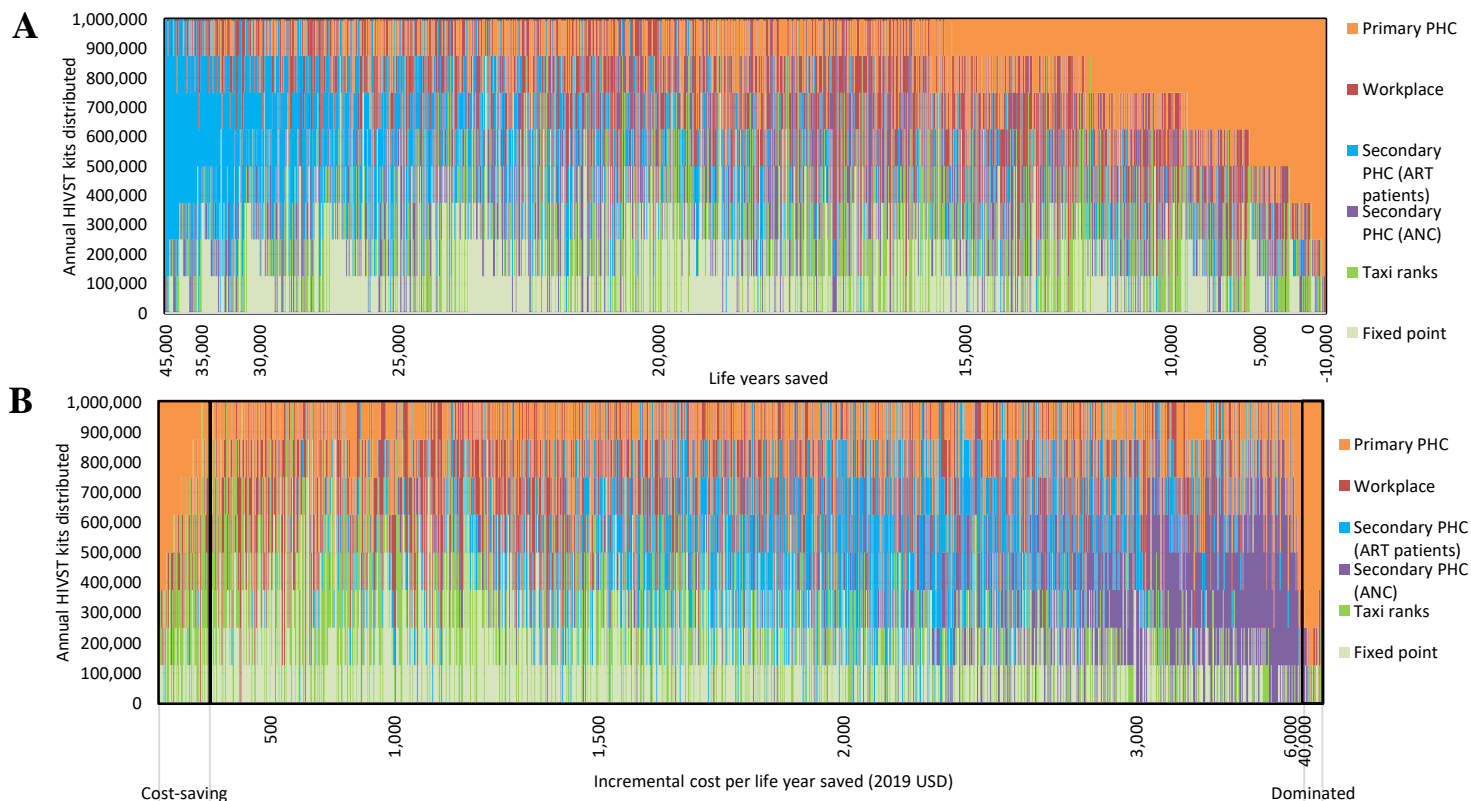 A
Annual HIVST kits distributed
1,000,000
900,000
800,000
700,000
600,000
500,000
400,000
300,000
200,000
100,000
0
45,000
35,000
30,000
25,000
20,000
15,000
10,000
5,000
0
-10,000
Life years saved
Primary PHC
Workplace
Secondary
PHC (ART
patients)
Secondary
PHC (ANC)
Taxi ranks
Fixed point
B
Annual HIVST kits distributed
1,000,000
900,000
800,000
700,000
600,000
500,000
400,000
300,000
200,000
100,000
0
500
1,000
1,500
2,000
3,000
6,000
40,000
Incremental cost per life year saved (2019 USD)
Cost-saving
Dominated
Primary PHC
Workplace
Secondary PHC
(ART patients)
Secondary PHC
(ANC)
Taxi ranks
Fixed point